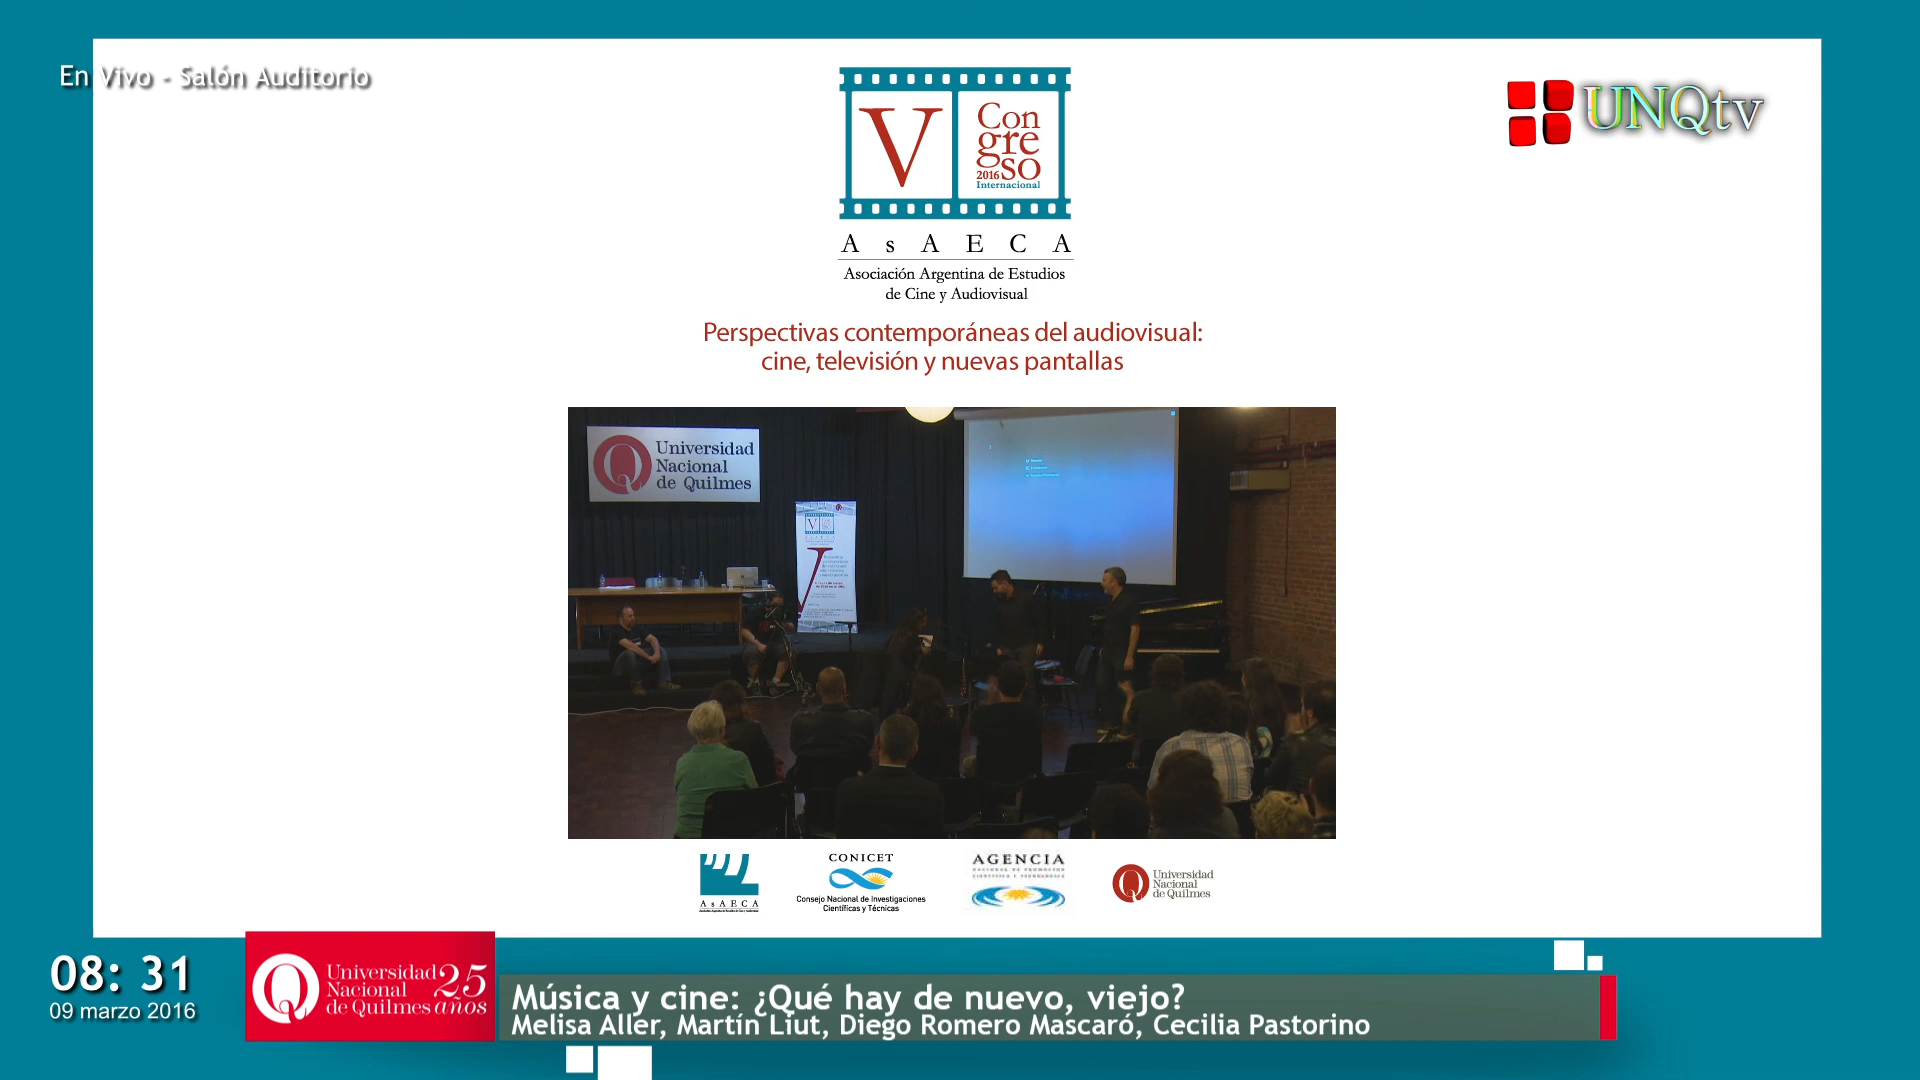 En Vivo - Salón Auditorio
UNQtv
V
Con
gre
2016 so
Internacional
A s A E C A
Asociación Argentina de Estudios
de Cine y Audiovisual
Perspectivas contemporáneas del audiovisual:
cine, televisión y nuevas pantallas
Universidad
Nacional
de Quilmes
V
AsAECA
CONICET
Consejo Nacional de Investigaciones
Científicas y Técnicas
AGENCIA
Universidad
Nacional
de Quilmes
08: 31
09 marzo 2016
Universidad
Nacional
de Quilmes
25
años
Música y cine: ¿Qué hay de nuevo, viejo?
Melisa Aller, Martín Liut, Diego Romero Mascaró, Cecilia Pastorino